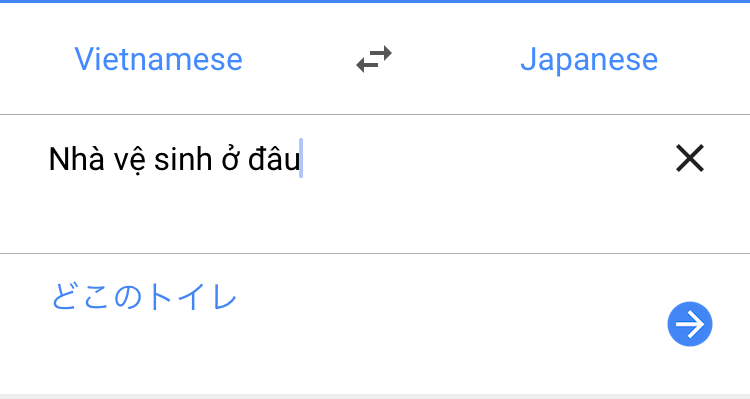 Vietnamese Japanese
Nhà vệ sinh ở đâu
どこのトイレ